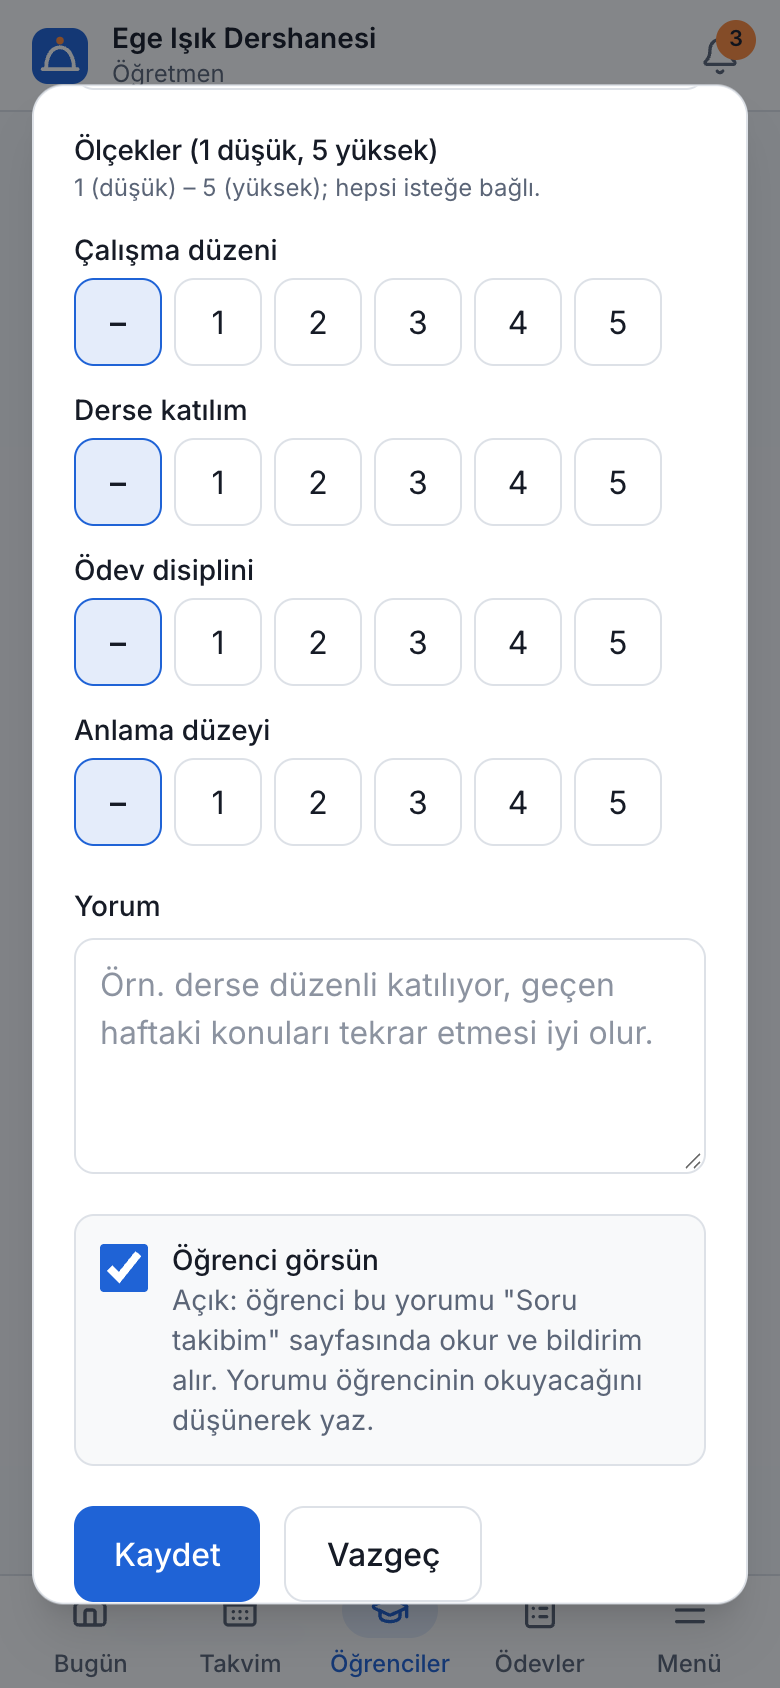 Ege Işık Dershanesi
Öğretmen
3
Ölçekler (1 düşük, 5 yüksek)
1 (düşük) – 5 (yüksek); hepsi isteğe bağlı.
Çalışma düzeni
– 1 2 3 4 5
Derse katılım
– 1 2 3 4 5
Ödev disiplini
– 1 2 3 4 5
Anlama düzeyi
– 1 2 3 4 5
Yorum
Örn. derse düzenli katılıyor, geçen
haftaki konuları tekrar etmesi iyi olur.
Öğrenci görsün
Açık: öğrenci bu yorumu "Soru
takibim" sayfasında okur ve bildirim
alır. Yorumu öğrencinin okuyacağını
düşünerek yaz.
Kaydet Vazgeç
Bugün Takvim Öğrenciler Ödevler Menü